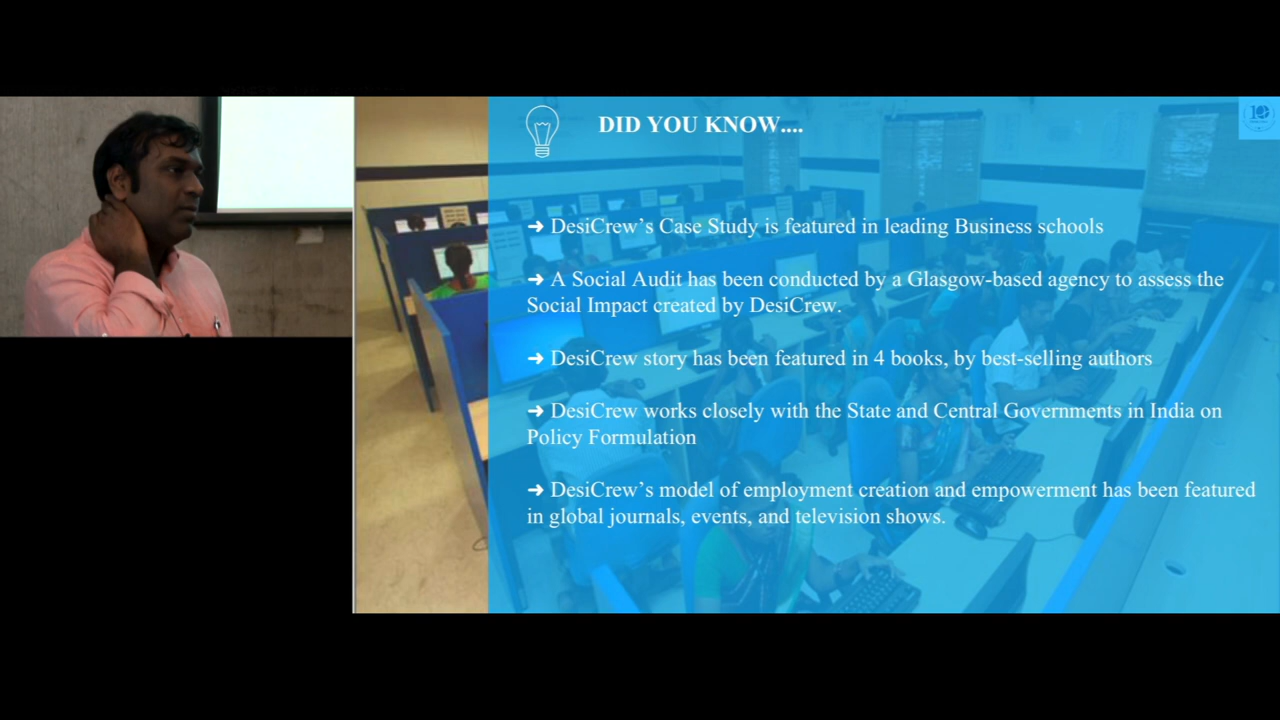 DID YOU KNOW....
➜ DesiCrew’s Case Study is featured in leading Business schools
➜ A Social Audit has been conducted by a Glasgow-based agency to assess the
Social Impact created by DesiCrew.
➜ DesiCrew story has been featured in 4 books, by best-selling authors
➜ DesiCrew works closely with the State and Central Governments in India on
Policy Formulation
➜ DesiCrew’s model of employment creation and empowerment has been featured
in global journals, events, and television shows.
10